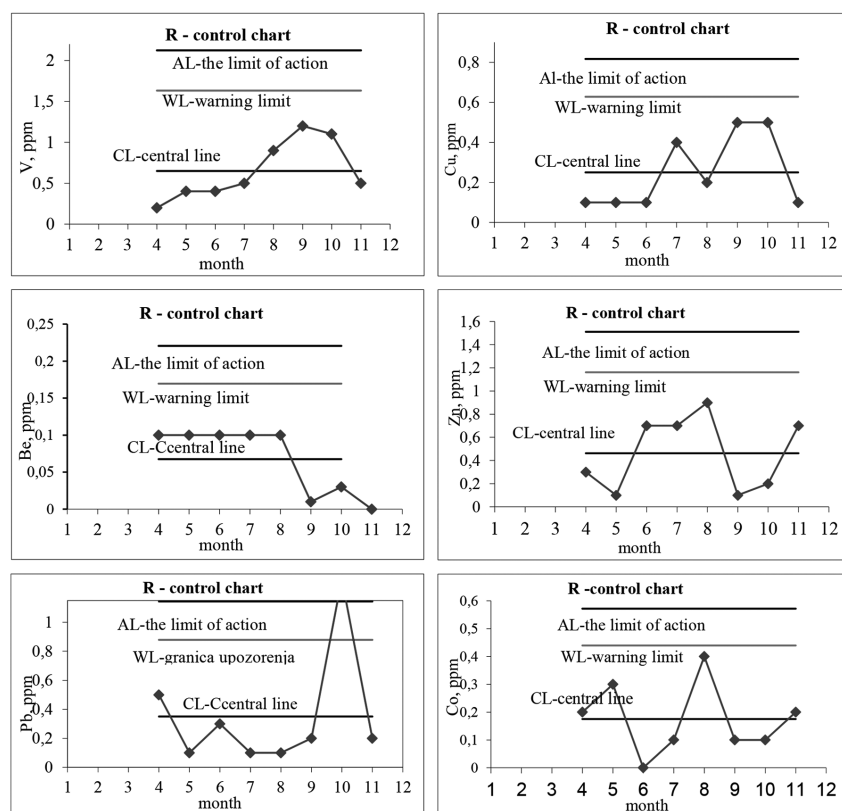 R - control chart
2
AL-the limit of action
1.5
WL-warning limit
V, ppm
1
CL-central line
0.5
0
1 2 3 4 5 6 7 8 9 10 11 12
month
R - control chart
0,8
Al-the limit of action
0,6
WL-warning limit
Cu, ppm
0,4
CL-central line
0,2
0
1 2 3 4 5 6 7 8 9 10 11 12
month
R - control chart
0,25
0,2
AL-the limit of action
0,15
WL-warning limit
Be, ppm
0,1
CL-Ccentral line
0,05
0
1 2 3 4 5 6 7 8 9 10 11 12
month
R - control chart
1,6
1,4
AL-the limit of action
1,2
WL-warning limit
1
Zn, ppm
0,8
0,6
CL-central line
0,4
0,2
0
1 2 3 4 5 6 7 8 9 10 11 12
month
R - control chart
1
AL-the limit of action
0,8
WL-granica upozorenja
Pb, ppm
0,6
CL-Ccentral line
0,4
0,2
0
1 2 3 4 5 6 7 8 9 10 11 12
month
R -control chart
0,6
0,5
AL-the limit of action
0,4
WL-warning limit
Co, ppm
0,3
CL-central line
0,2
0,1
0
1 2 3 4 5 6 7 8 9 10 11 12
month